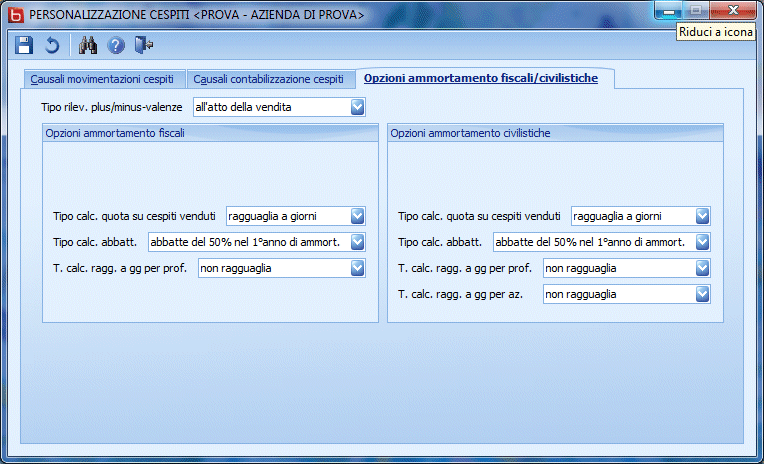 PERSONALIZZAZIONE CESPITI <PROVA - AZIENDA DI PROVA>
Riduci a icona
Causali movimentazioni cespiti
Causali contabilizzazione cespiti
Opzioni ammortamento fiscali/civilistiche
Tipo rilev. plus/minus-valenze all'atto della vendita
Opzioni ammortamento fiscali
Tipo calc. quota su cespiti venduti ragguaglia a giorni
Tipo calc. abbatt. abbatte del 50% nel 1°anno di ammort.
T. calc. ragg. a gg per prof. non ragguaglia
Opzioni ammortamento civilistiche
Tipo calc. quota su cespiti venduti ragguaglia a giorni
Tipo calc. abbatt. abbatte del 50% nel 1°anno di ammort.
T. calc. ragg. a gg per prof. non ragguaglia
T. calc. ragg. a gg per az. non ragguaglia